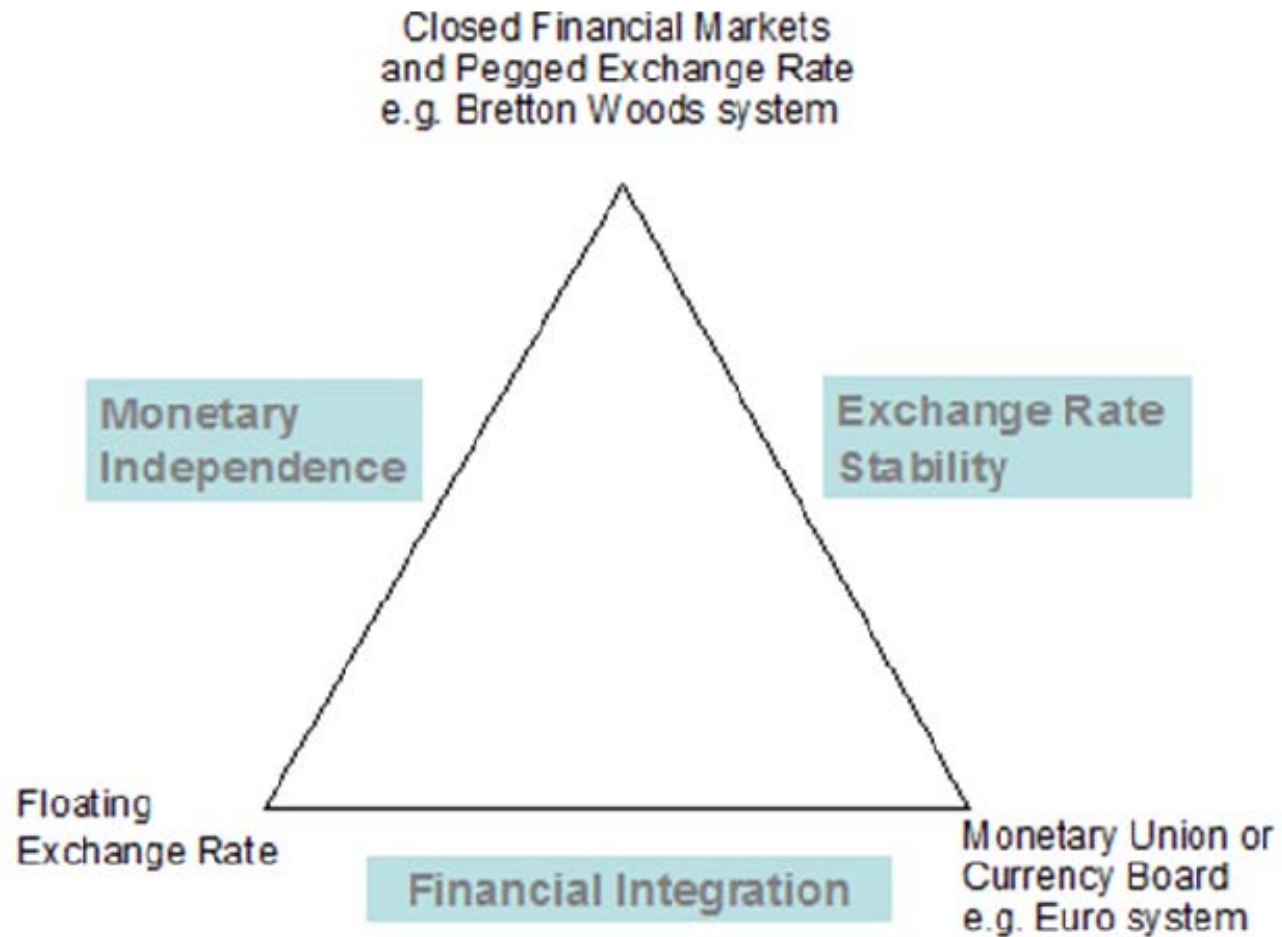 Closed Financial Markets
and Pegged Exchange Rate
e.g. Bretton Woods system
Monetary
Independence
Exchange Rate
Stability
Floating
Exchange Rate
Monetary Union or
Currency Board
e.g. Euro system
Financial Integration